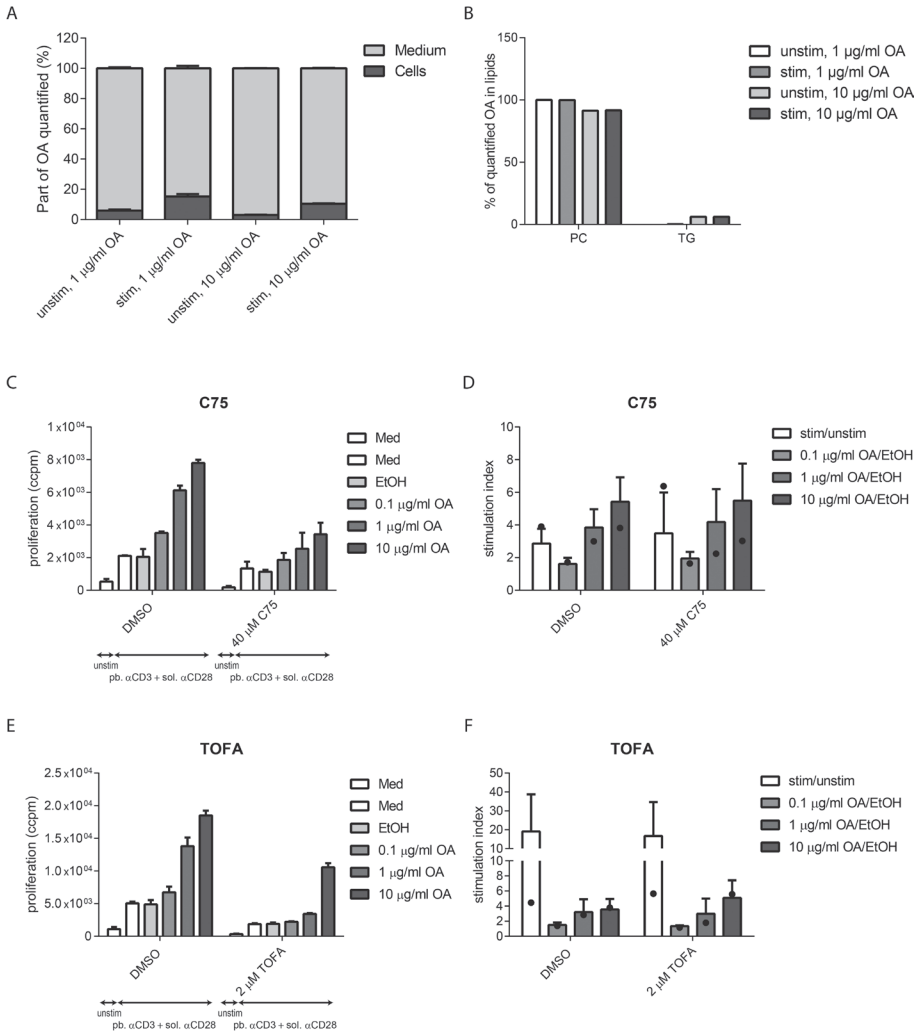 A
Part of OA quantified (%)
120
100
80
60
40
20
0
unstim, 1 µg/ml OA
stim, 1 µg/ml OA
unstim, 10 µg/ml OA
stim, 10 µg/ml OA
Medium
Cells
B
% of quantified OA in lipids
150
100
50
0
PC
TG
unstim, 1 µg/ml OA
stim, 1 µg/ml OA
unstim, 10 µg/ml OA
stim, 10 µg/ml OA
C
C75
proliferation (ccpm)
1×10⁰⁴
8×10⁰³
6×10⁰³
4×10⁰³
2×10⁰³
0
DMSO
40 µM C75
unstim
unstim
pb. αCD3 + sol. αCD28
pb. αCD3 + sol. αCD28
Med
Med
EtOH
0.1 µg/ml OA
1 µg/ml OA
10 µg/ml OA
D
C75
stimulation index
10
8
6
4
2
0
DMSO
40 µM C75
stim/unstim
0.1 µg/ml OA/EtOH
1 µg/ml OA/EtOH
10 µg/ml OA/EtOH
E
TOFA
proliferation (ccpm)
2.5×10⁰⁴
2.0×10⁰⁴
1.5×10⁰⁴
1.0×10⁰⁴
5.0×10⁰³
0
DMSO
2 µM TOFA
unstim
unstim
pb. αCD3 + sol. αCD28
pb. αCD3 + sol. αCD28
Med
Med
EtOH
0.1 µg/ml OA
1 µg/ml OA
10 µg/ml OA
F
TOFA
stimulation index
50
40
30
20
10
10
8
6
4
2
0
DMSO
2 µM TOFA
stim/unstim
0.1 µg/ml OA/EtOH
1 µg/ml OA/EtOH
10 µg/ml OA/EtOH